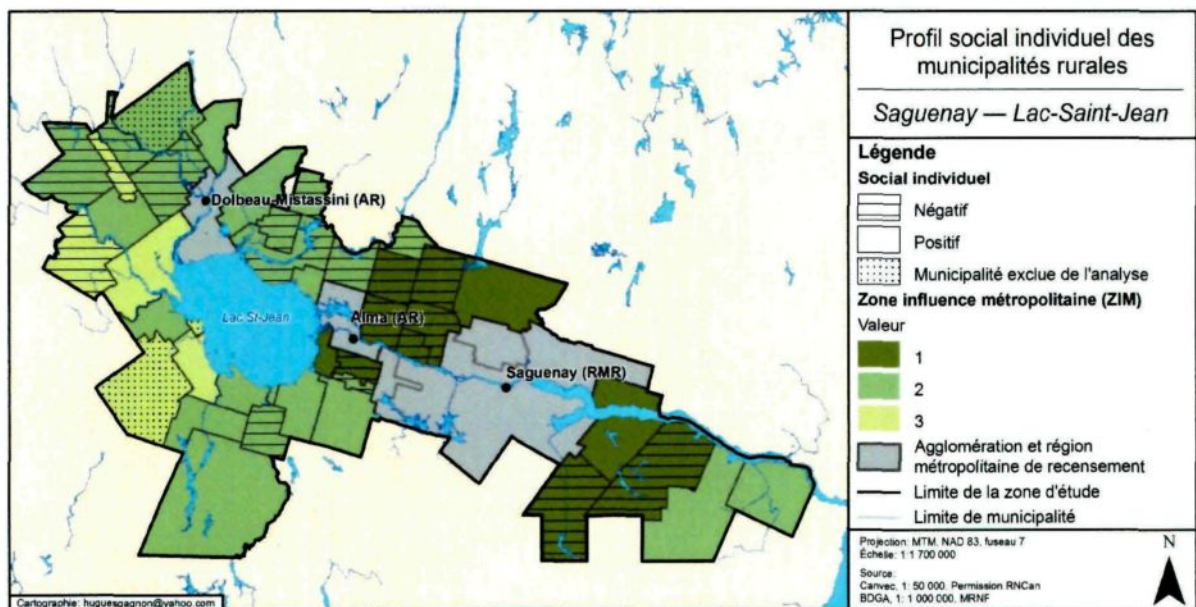 Profil social individuel des
municipalités rurales
Saguenay — Lac-Saint-Jean
Légende
Social individuel
Négatif
Positif
Municipalité exclue de l'analyse
Zone influence métropolitaine (ZIM)
Valeur
1
2
3
Agglomération et région
métropolitaine de recensement
Limite de la zone d'étude
Limite de municipalité
Projection: MTM, NAD 83, fuseau 7
Échelle: 1:1 700 000
Source:
Canvec, 1: 50 000, Permission RNCan
BDGA, 1: 1 000 000, MRNF
N
Dolbeau-Mistassini (AR)
Lac St-Jean
Alma (AR)
Saguenay (RMR)
Cartographie: huguesgagnon@yahoo.com